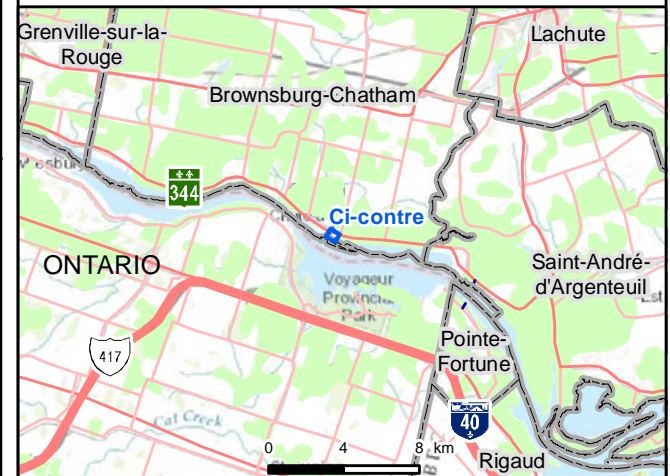 Grenville-sur-la-
Rouge
Lachute
Brownsburg-Chatham
344
Ci-contre
ONTARIO
Voyageur
Provincial
Park
Saint-André-
d'Argenteuil
Est
Pointe-
Fortune
417
Cat Creek
40
0 4 8 km
Rigaud